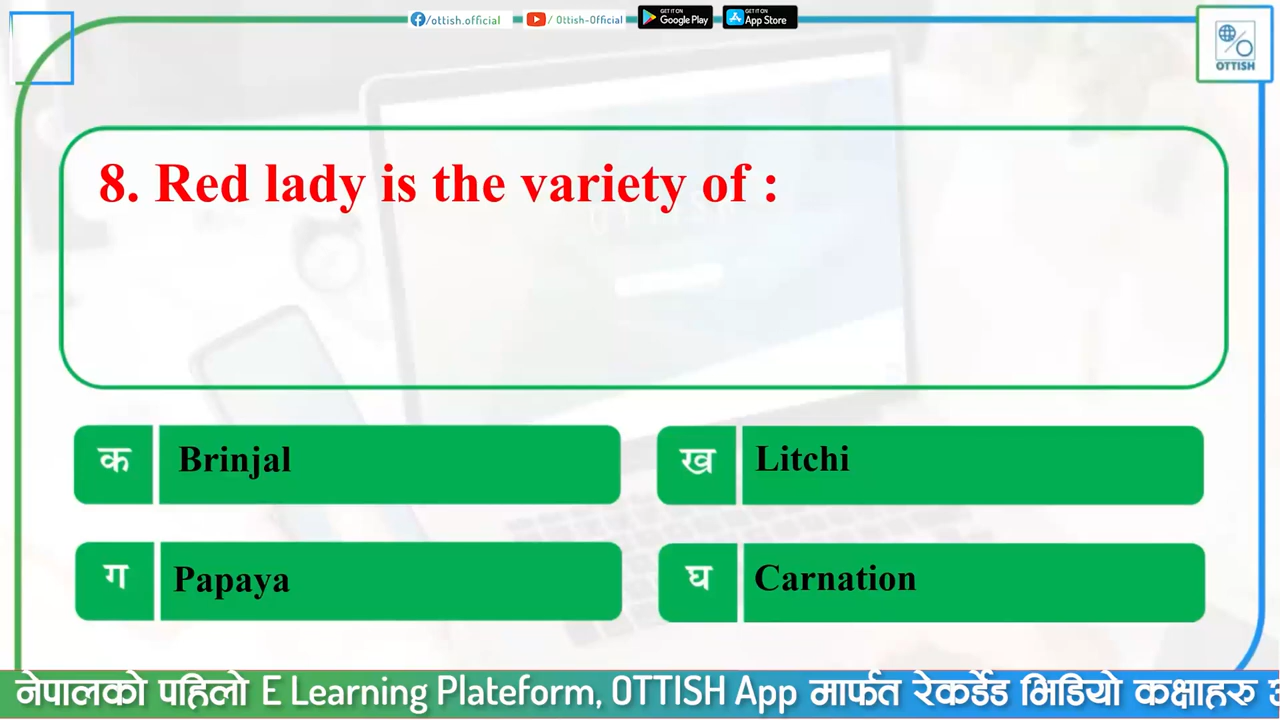 /ottish.official
/ Ottish-Official
GET IT ON
Google Play
GET IT ON
App Store
OTTISH
8. Red lady is the variety of :
क Brinjal
ख Litchi
ग Papaya
घ Carnation
नेपालको पहिलो E Learning Plateform, OTTISH App मार्फत रेकर्डेड भिडियो कक्षाहरु